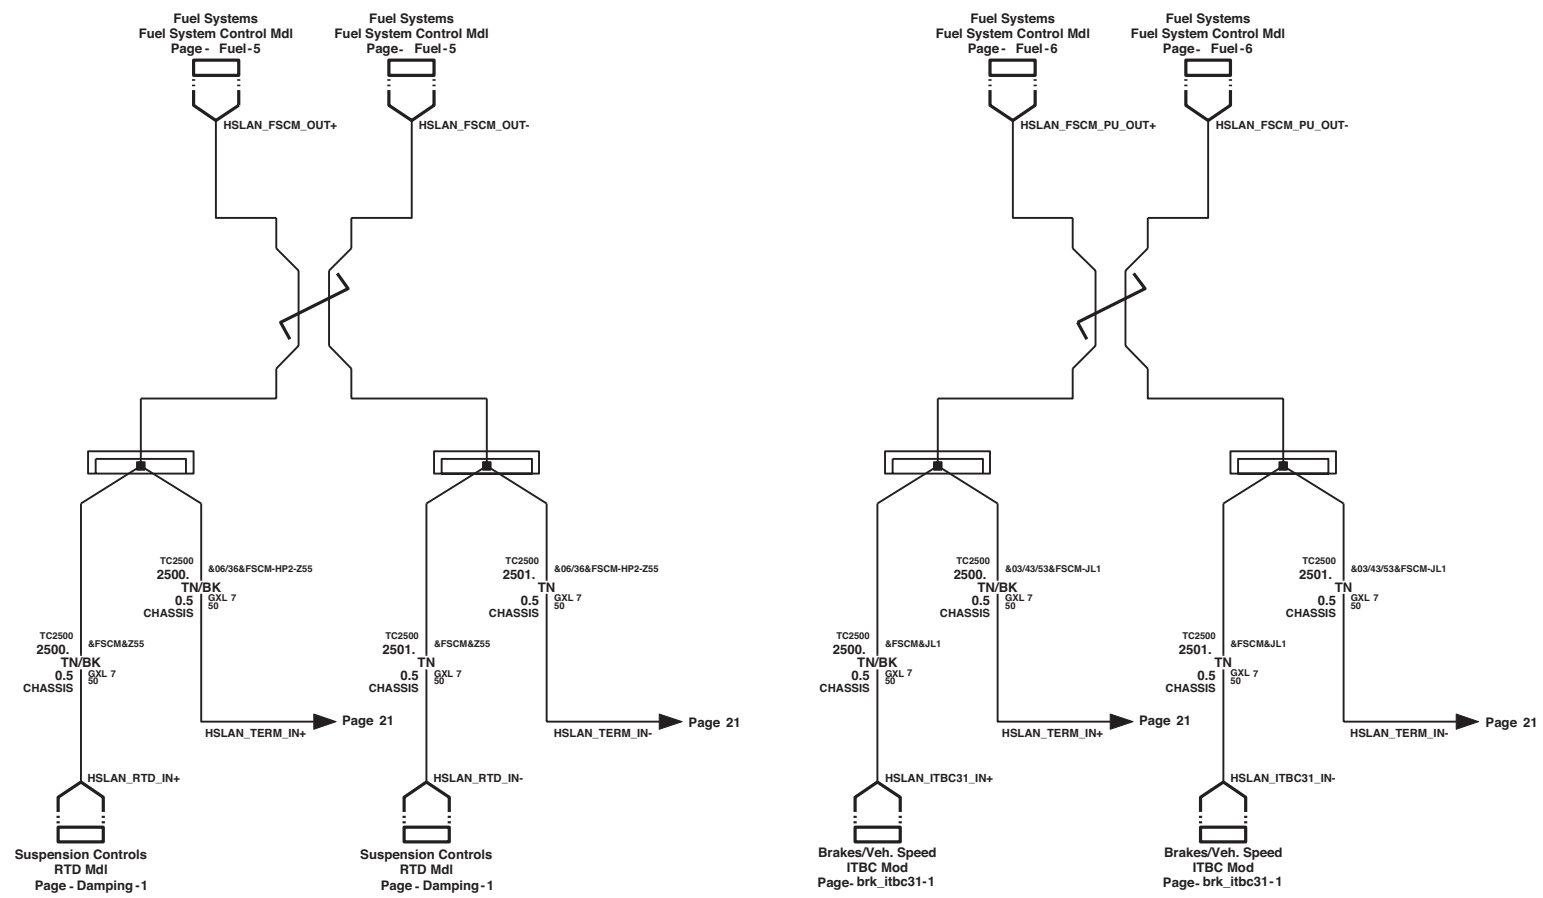 Fuel Systems
Fuel System Control Mdl
Page- Fuel-5
HSLAN_FSCM_OUT+
Fuel Systems
Fuel System Control Mdl
Page- Fuel-5
HSLAN_FSCM_OUT-
Fuel Systems
Fuel System Control Mdl
Page- Fuel-6
HSLAN_FSCM_PU_OUT+
Fuel Systems
Fuel System Control Mdl
Page- Fuel-6
HSLAN_FSCM_PU_OUT-
TC2500
2500.
&06/36&FSCM-HP2-Z55
TN/BK
0.5
GXL 7
50
CHASSIS
TC2500
2500.
&FSCM&Z55
TN/BK
0.5
GXL 7
50
CHASSIS
Page 21
HSLAN_TERM_IN+
HSLAN_RTD_IN+
Suspension Controls
RTD Mdl
Page - Damping-1
TC2500
2501.
&06/36&FSCM-HP2-Z55
TN
0.5
GXL 7
50
CHASSIS
TC2500
2501.
&FSCM&Z55
TN
0.5
GXL 7
50
CHASSIS
Page 21
HSLAN_TERM_IN-
HSLAN_RTD_IN-
Suspension Controls
RTD Mdl
Page - Damping-1
TC2500
2500.
&03/43/53&FSCM-JL1
TN/BK
0.5
GXL 7
50
CHASSIS
TC2500
2500.
&FSCM&JL1
TN/BK
0.5
GXL 7
50
CHASSIS
Page 21
HSLAN_TERM_IN+
HSLAN_ITBC31_IN+
Brakes/Veh. Speed
ITBC Mod
Page- brk_itbc31-1
TC2500
2501.
&03/43/53&FSCM-JL1
TN
0.5
GXL 7
50
CHASSIS
TC2500
2501.
&FSCM&JL1
TN
0.5
GXL 7
50
CHASSIS
Page 21
HSLAN_TERM_IN-
HSLAN_ITBC31_IN-
Brakes/Veh. Speed
ITBC Mod
Page- brk_itbc31-1